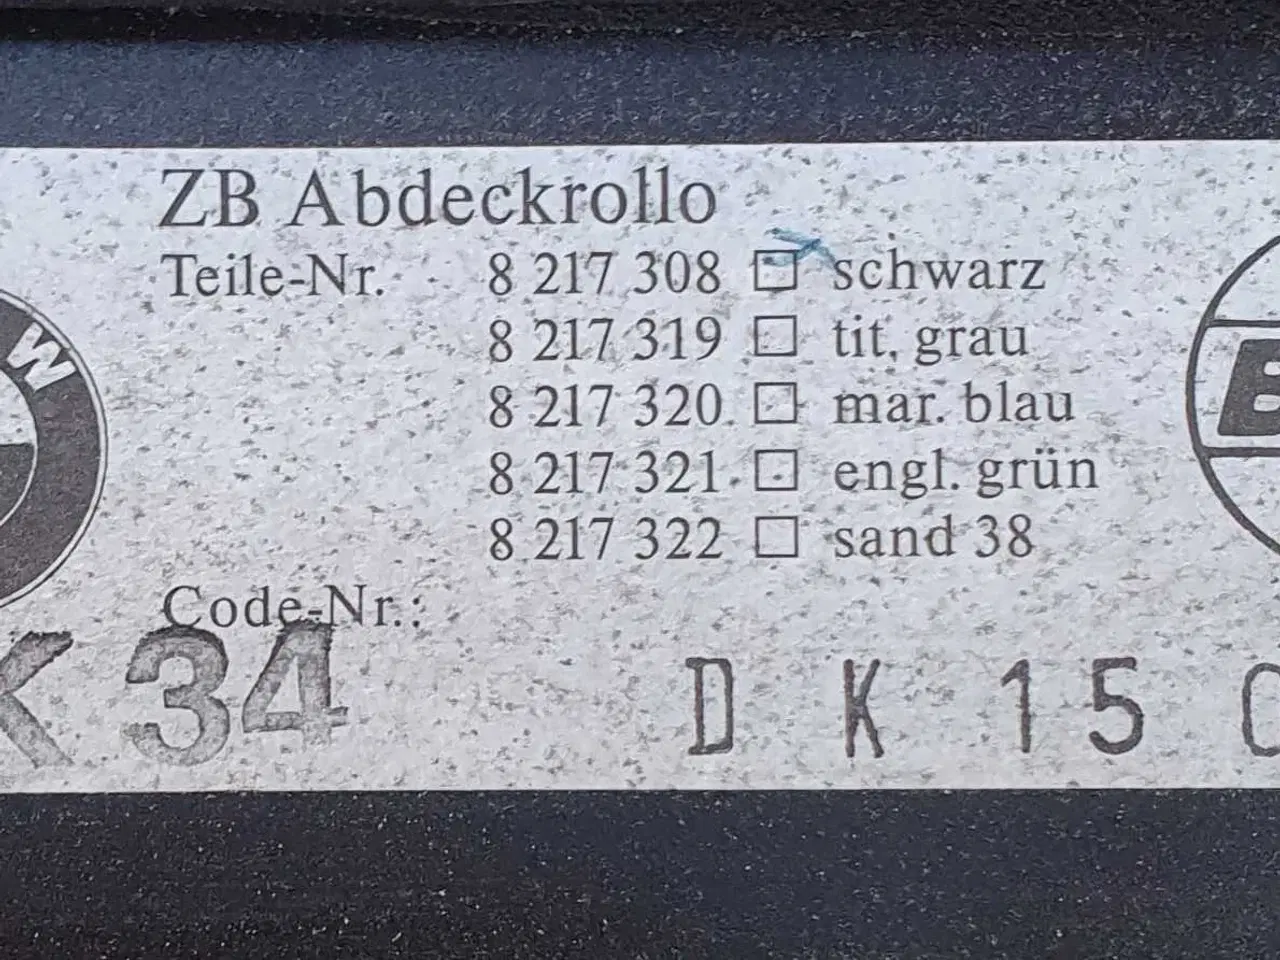 ZB Abdeckrollo
Teile-Nr. 8 217 308 schwarz
8 217 319 tit. grau
8 217 320 mar. blau
8 217 321 engl. grün
8 217 322 sand 38
W
Code-Nr.:
K 34
D K 1 5